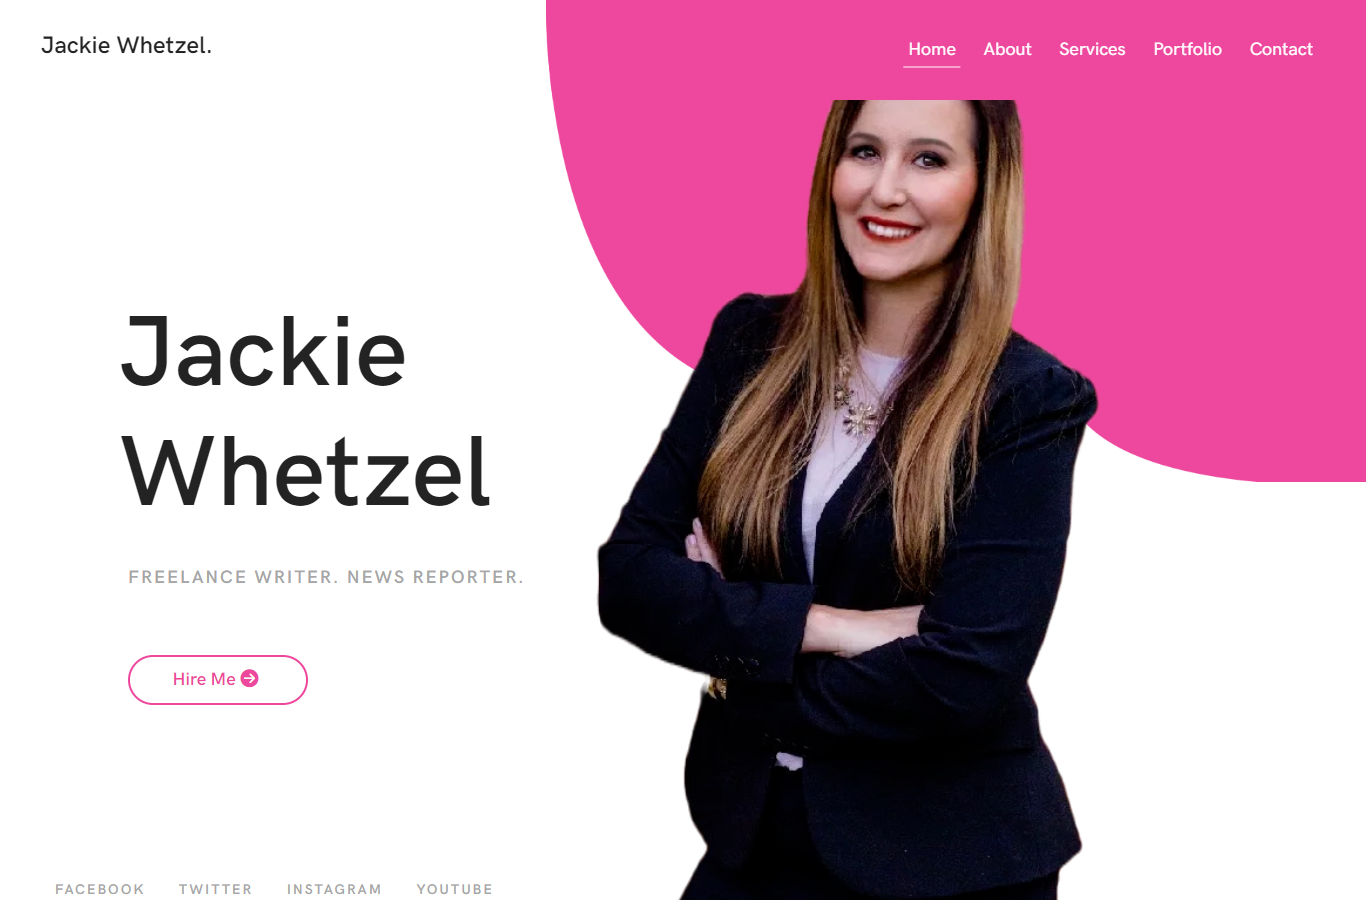 Jackie Whetzel.
Home About Services Portfolio Contact
Jackie
Whetzel
FREELANCE WRITER. NEWS REPORTER.
Hire Me
FACEBOOK TWITTER INSTAGRAM YOUTUBE